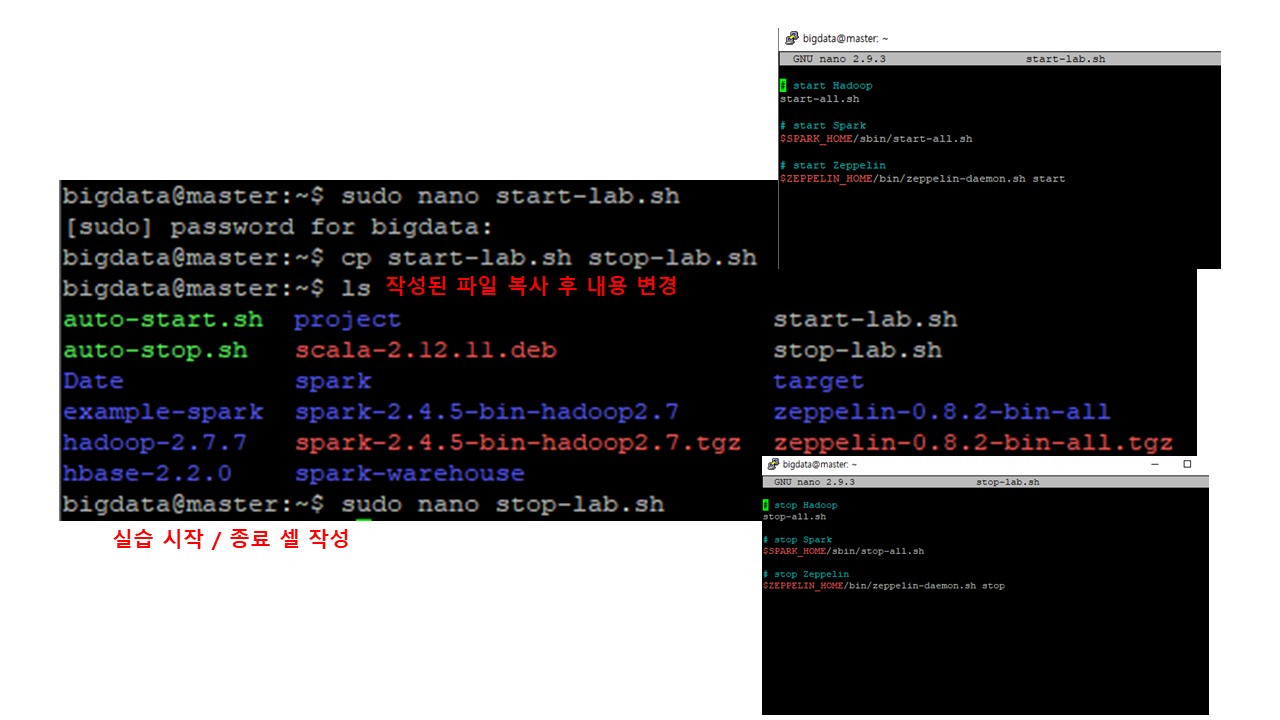 bigdata@master: ~
GNU nano 2.9.3 start-lab.sh
# start Hadoop
start-all.sh
# start Spark
$SPARK_HOME/sbin/start-all.sh
# start Zeppelin
$ZEPPELIN_HOME/bin/zeppelin-daemon.sh start
bigdata@master:~$ sudo nano start-lab.sh
[sudo] password for bigdata:
bigdata@master:~$ cp start-lab.sh stop-lab.sh
bigdata@master:~$ ls 작성된 파일 복사 후 내용 변경
auto-start.sh project start-lab.sh
auto-stop.sh scala-2.12.11.deb stop-lab.sh
Date spark target
example-spark spark-2.4.5-bin-hadoop2.7 zeppelin-0.8.2-bin-all
hadoop-2.7.7 spark-2.4.5-bin-hadoop2.7.tgz zeppelin-0.8.2-bin-all.tgz
hbase-2.2.0 spark-warehouse
bigdata@master:~$ sudo nano stop-lab.sh
실습 시작 / 종료 셀 작성
bigdata@master: ~
GNU nano 2.9.3 stop-lab.sh
# stop Hadoop
stop-all.sh
# stop Spark
$SPARK_HOME/sbin/stop-all.sh
# stop Zeppelin
$ZEPPELIN_HOME/bin/zeppelin-daemon.sh stop